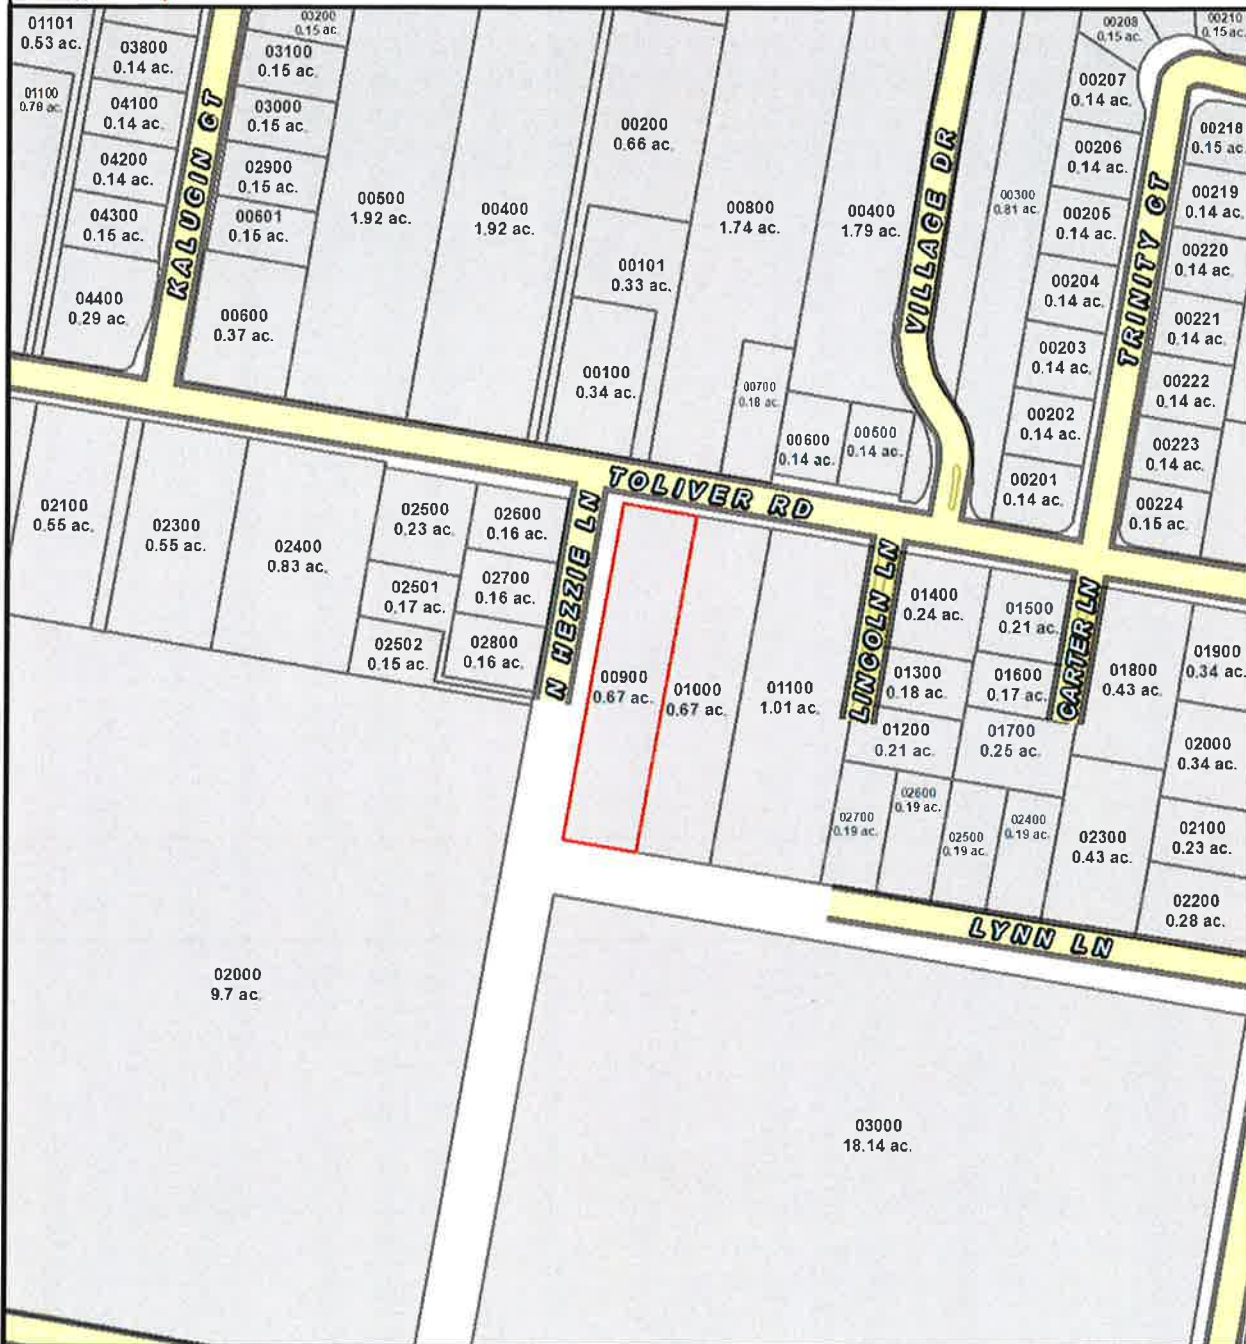 01101
0.53 ac.
03800
0.14 ac.
03200
0.15 ac.
03100
0.15 ac.
01100
0.78 ac.
04100
0.14 ac.
03000
0.15 ac.
04200
0.14 ac.
02900
0.15 ac.
04300
0.15 ac.
00601
0.15 ac.
04400
0.29 ac.
00600
0.37 ac.
KALUGIN CT
00500
1.92 ac.
00400
1.92 ac.
00200
0.66 ac.
00101
0.33 ac.
00100
0.34 ac.
00800
1.74 ac.
00400
1.79 ac.
00700
0.18 ac.
00600
0.14 ac.
00500
0.14 ac.
VILLAGE DR
00300
0.81 ac.
00208
0.15 ac.
00210
0.15 ac.
00207
0.14 ac.
00206
0.14 ac.
00205
0.14 ac.
00204
0.14 ac.
00203
0.14 ac.
00202
0.14 ac.
00201
0.14 ac.
TRINITY CT
00218
0.15 ac.
00219
0.14 ac.
00220
0.14 ac.
00221
0.14 ac.
00222
0.14 ac.
00223
0.14 ac.
00224
0.15 ac.
TOLIVER RD
02100
0.55 ac.
02300
0.55 ac.
02400
0.83 ac.
02500
0.23 ac.
02600
0.16 ac.
02501
0.17 ac.
02700
0.16 ac.
02502
0.15 ac.
02800
0.16 ac.
N HEZZIE LN
00900
0.67 ac.
01000
0.67 ac.
01100
1.01 ac.
LINCOLN LN
01400
0.24 ac.
01500
0.21 ac.
01300
0.18 ac.
01600
0.17 ac.
01200
0.21 ac.
01700
0.25 ac.
CARTER LN
01800
0.43 ac.
01900
0.34 ac.
02000
0.34 ac.
02700
0.19 ac.
02600
0.19 ac.
02500
0.19 ac.
02400
0.19 ac.
02300
0.43 ac.
02100
0.23 ac.
02200
0.28 ac.
LYNN LN
02000
9.7 ac.
03000
18.14 ac.